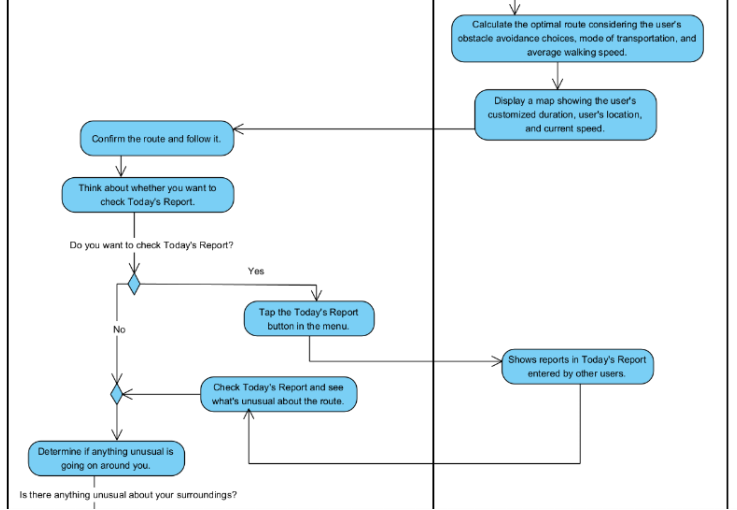 Calculate the optimal route considering the user's
obstacle avoidance choices, mode of transportation, and
average walking speed.
Display a map showing the user's
customized duration, user's location,
and current speed.
Confirm the route and follow it.
Think about whether you want to
check Today's Report.
Do you want to check Today's Report?
Yes
Tap the Today's Report
button in the menu.
No
Shows reports in Today's Report
entered by other users.
Check Today's Report and see
what's unusual about the route.
Determine if anything unusual is
going on around you.
Is there anything unusual about your surroundings?